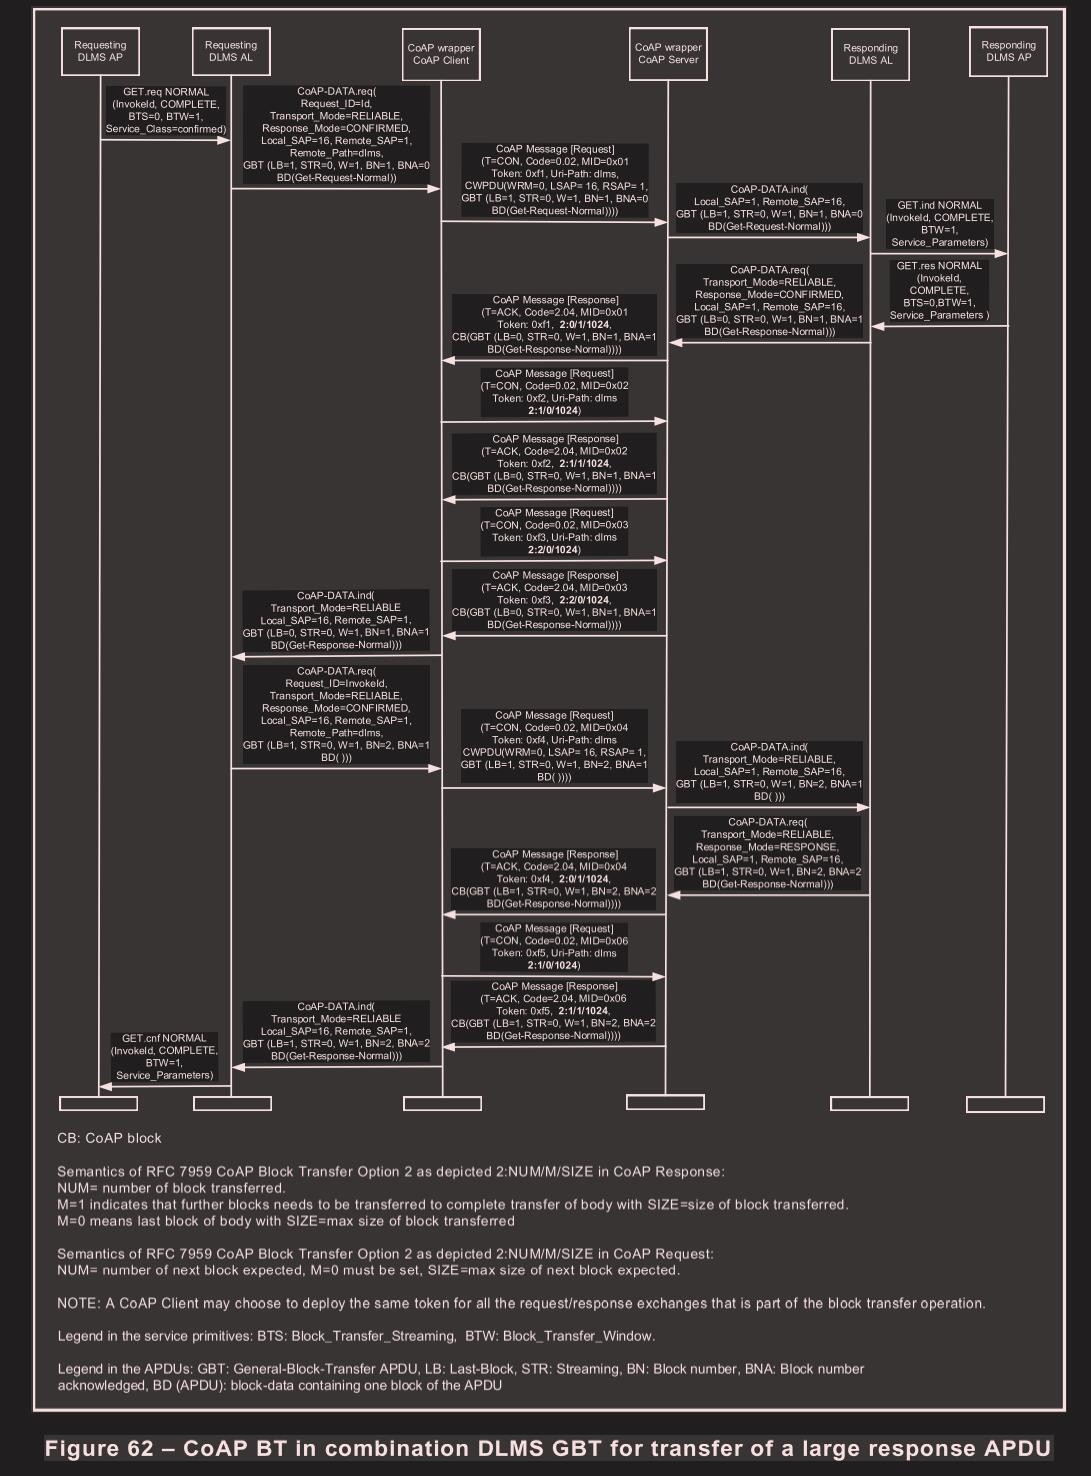 Requesting
DLMS AP
Requesting
DLMS AL
CoAP wrapper
CoAP Client
CoAP wrapper
CoAP Server
Responding
DLMS AL
Responding
DLMS AP
GET.req NORMAL
(InvokeId, COMPLETE,
BTS=0, BTW=1,
Service_Class=confirmed)
CoAP-DATA.req(
Request_ID=Id,
Transport_Mode=RELIABLE,
Response_Mode=CONFIRMED,
Local_SAP=16, Remote_SAP=1,
Remote_Path=dlms,
GBT (LB=1, STR=0, W=1, BN=1, BNA=0
BD(Get-Request-Normal))
CoAP Message [Request]
(T=CON, Code=0.02, MID=0x01
Token: 0xf1, Uri-Path: dlms,
CWPDU(WRM=0, LSAP= 16, RSAP= 1,
GBT (LB=1, STR=0, W=1, BN=1, BNA=0
BD(Get-Request-Normal))))
CoAP-DATA.ind(
Local_SAP=1, Remote_SAP=16,
GBT (LB=1, STR=0, W=1, BN=1, BNA=0
BD(Get-Request-Normal)))
GET.ind NORMAL
(InvokeId, COMPLETE,
BTW=1,
Service_Parameters)
GET.res NORMAL
(InvokeId,
COMPLETE,
BTS=0,BTW=1,
Service_Parameters )
CoAP-DATA.req(
Transport_Mode=RELIABLE,
Response_Mode=CONFIRMED,
Local_SAP=1, Remote_SAP=16,
GBT (LB=0, STR=0, W=1, BN=1, BNA=1
BD(Get-Response-Normal)))
CoAP Message [Response]
(T=ACK, Code=2.04, MID=0x01
Token: 0xf1, 2:0/1/1024,
CB(GBT (LB=0, STR=0, W=1, BN=1, BNA=1
BD(Get-Response-Normal))))
CoAP Message [Request]
(T=CON, Code=0.02, MID=0x02
Token: 0xf2, Uri-Path: dlms
2:1/0/1024)
CoAP Message [Response]
(T=ACK, Code=2.04, MID=0x02
Token: 0xf2, 2:1/1/1024,
CB(GBT (LB=0, STR=0, W=1, BN=1, BNA=1
BD(Get-Response-Normal))))
CoAP Message [Request]
(T=CON, Code=0.02, MID=0x03
Token: 0xf3, Uri-Path: dlms
2:2/0/1024)
CoAP Message [Response]
(T=ACK, Code=2.04, MID=0x03
Token: 0xf3, 2:2/0/1024,
CB(GBT (LB=0, STR=0, W=1, BN=1, BNA=1
BD(Get-Response-Normal))))
CoAP-DATA.ind(
Transport_Mode=RELIABLE
Local_SAP=16, Remote_SAP=1,
GBT (LB=0, STR=0, W=1, BN=1, BNA=1
BD(Get-Response-Normal)))
CoAP-DATA.req(
Request_ID=InvokeId,
Transport_Mode=RELIABLE,
Response_Mode=CONFIRMED,
Local_SAP=16, Remote_SAP=1,
Remote_Path=dlms,
GBT (LB=1, STR=0, W=1, BN=2, BNA=1
BD( )))
CoAP Message [Request]
(T=CON, Code=0.02, MID=0x04
Token: 0xf4, Uri-Path: dlms
CWPDU(WRM=0, LSAP= 16, RSAP= 1,
GBT (LB=1, STR=0, W=1, BN=2, BNA=1
BD( ))))
CoAP-DATA.ind(
Transport_Mode=RELIABLE,
Local_SAP=1, Remote_SAP=16,
GBT (LB=1, STR=0, W=1, BN=2, BNA=1
BD( )))
CoAP-DATA.req(
Transport_Mode=RELIABLE,
Response_Mode=RESPONSE,
Local_SAP=1, Remote_SAP=16,
GBT (LB=1, STR=0, W=1, BN=2, BNA=2
BD(Get-Response-Normal)))
CoAP Message [Response]
(T=ACK, Code=2.04, MID=0x04
Token: 0xf4, 2:0/1/1024,
CB(GBT (LB=1, STR=0, W=1, BN=2, BNA=2
BD(Get-Response-Normal))))
CoAP Message [Request]
(T=CON, Code=0.02, MID=0x06
Token: 0xf5, Uri-Path: dlms
2:1/0/1024)
CoAP Message [Response]
(T=ACK, Code=2.04, MID=0x06
Token: 0xf5, 2:1/1/1024,
CB(GBT (LB=1, STR=0, W=1, BN=2, BNA=2
BD(Get-Response-Normal))))
CoAP-DATA.ind(
Transport_Mode=RELIABLE
Local_SAP=16, Remote_SAP=1,
GBT (LB=1, STR=0, W=1, BN=2, BNA=2
BD(Get-Response-Normal)))
GET.cnf NORMAL
(InvokeId, COMPLETE,
BTW=1,
Service_Parameters)
CB: CoAP block
Semantics of RFC 7959 CoAP Block Transfer Option 2 as depicted 2:NUM/M/SIZE in CoAP Response:
NUM= number of block transferred.
M=1 indicates that further blocks needs to be transferred to complete transfer of body with SIZE=size of block transferred.
M=0 means last block of body with SIZE=max size of block transferred
Semantics of RFC 7959 CoAP Block Transfer Option 2 as depicted 2:NUM/M/SIZE in CoAP Request:
NUM= number of next block expected, M=0 must be set, SIZE=max size of next block expected.
NOTE: A CoAP Client may choose to deploy the same token for all the request/response exchanges that is part of the block transfer operation.
Legend in the service primitives: BTS: Block_Transfer_Streaming, BTW: Block_Transfer_Window.
Legend in the APDUs: GBT: General-Block-Transfer APDU, LB: Last-Block, STR: Streaming, BN: Block number, BNA: Block number
acknowledged, BD (APDU): block-data containing one block of the APDU
Figure 62 – CoAP BT in combination DLMS GBT for transfer of a large response APDU